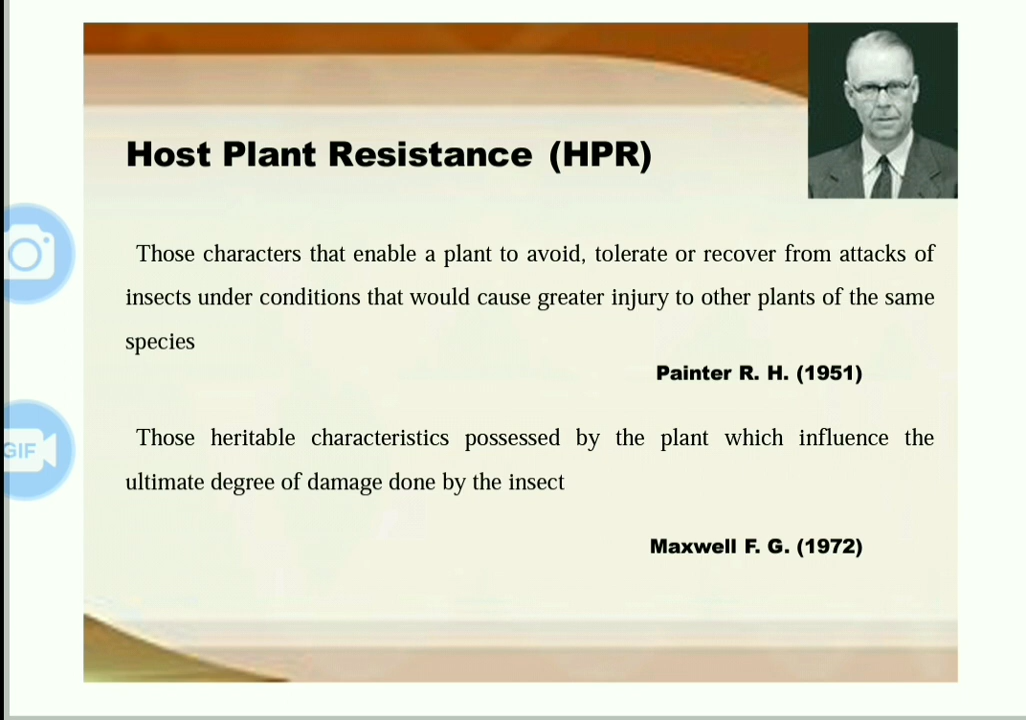 Host Plant Resistance (HPR)
Those characters that enable a plant to avoid, tolerate or recover from attacks of
insects under conditions that would cause greater injury to other plants of the same
species
Painter R. H. (1951)
GIF
Those heritable characteristics possessed by the plant which influence the
ultimate degree of damage done by the insect
Maxwell F. G. (1972)